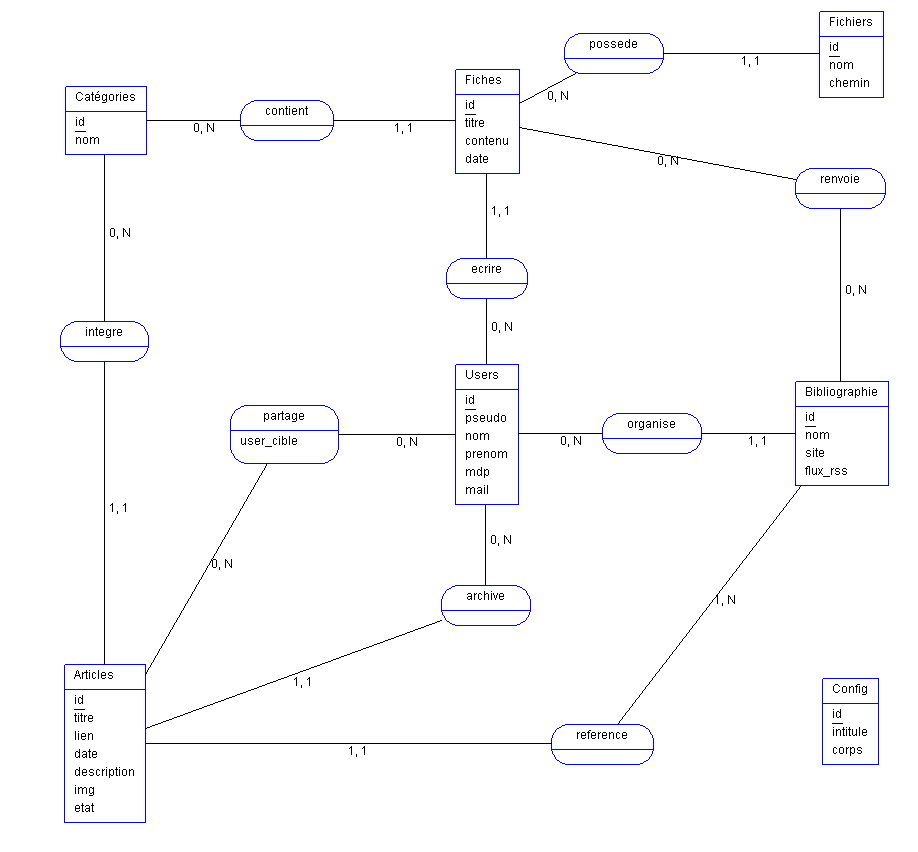 Fichiers
id
nom
chemin
possede
1, 1
0, N
Fiches
id
titre
contenu
date
Catégories
id
nom
0, N
contient
1, 1
0, N
renvoie
1, 1
ecrire
0, N
0, N
0, N
integre
1, 1
Users
id
pseudo
nom
prenom
mdp
mail
partage
user_cible
0, N
0, N
organise
1, 1
Bibliographie
id
nom
site
flux_rss
0, N
0, N
archive
1, 1
1, N
Articles
id
titre
lien
date
description
img
etat
1, 1
reference
Config
id
intitule
corps